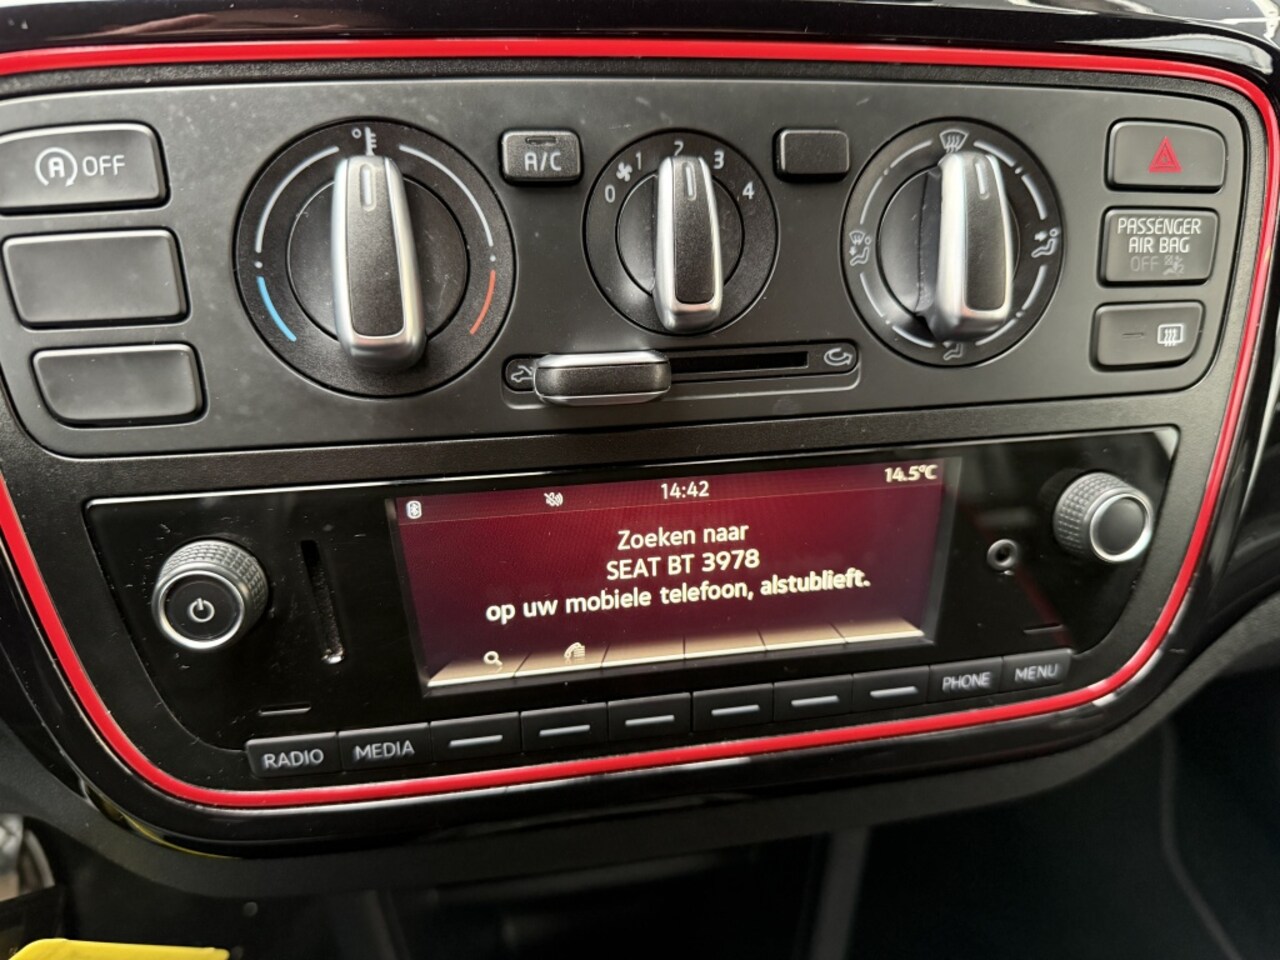 A OFF
A/C
0 1 2 3 4
PASSENGER
AIR BAG
OFF
14:42
14.5°C
Zoeken naar
SEAT BT 3978
op uw mobiele telefoon, alstublieft.
RADIO
MEDIA
PHONE
MENU